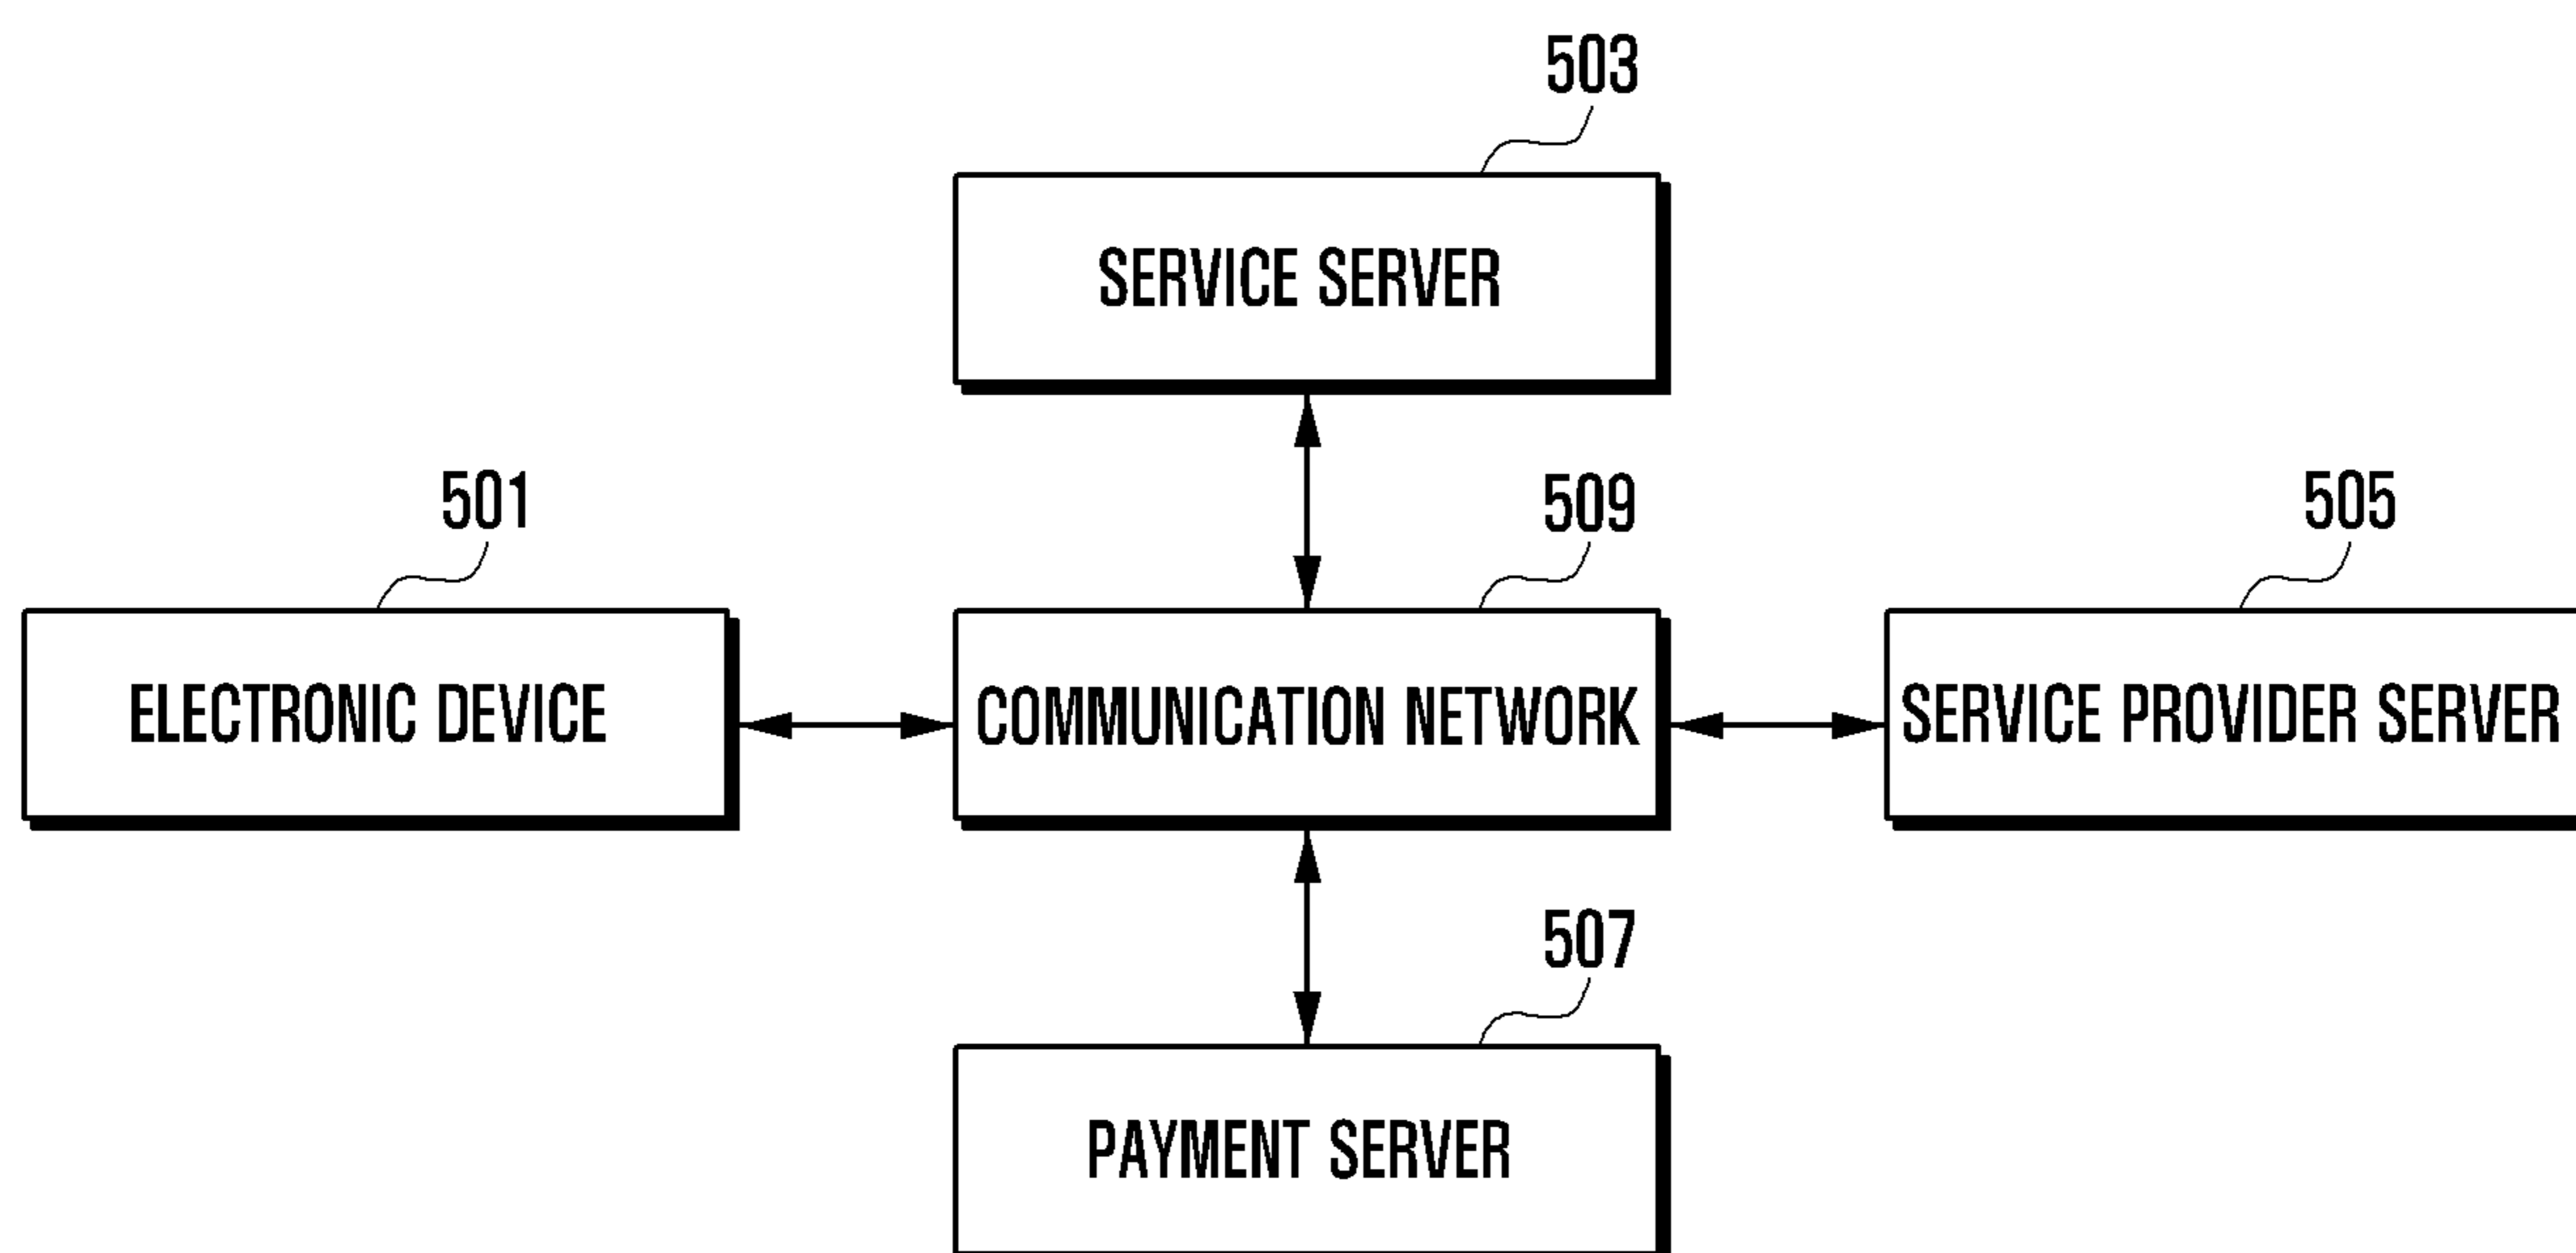 503
SERVICE SERVER
501
509
505
ELECTRONIC DEVICE
COMMUNICATION NETWORK
SERVICE PROVIDER SERVER
507
PAYMENT SERVER